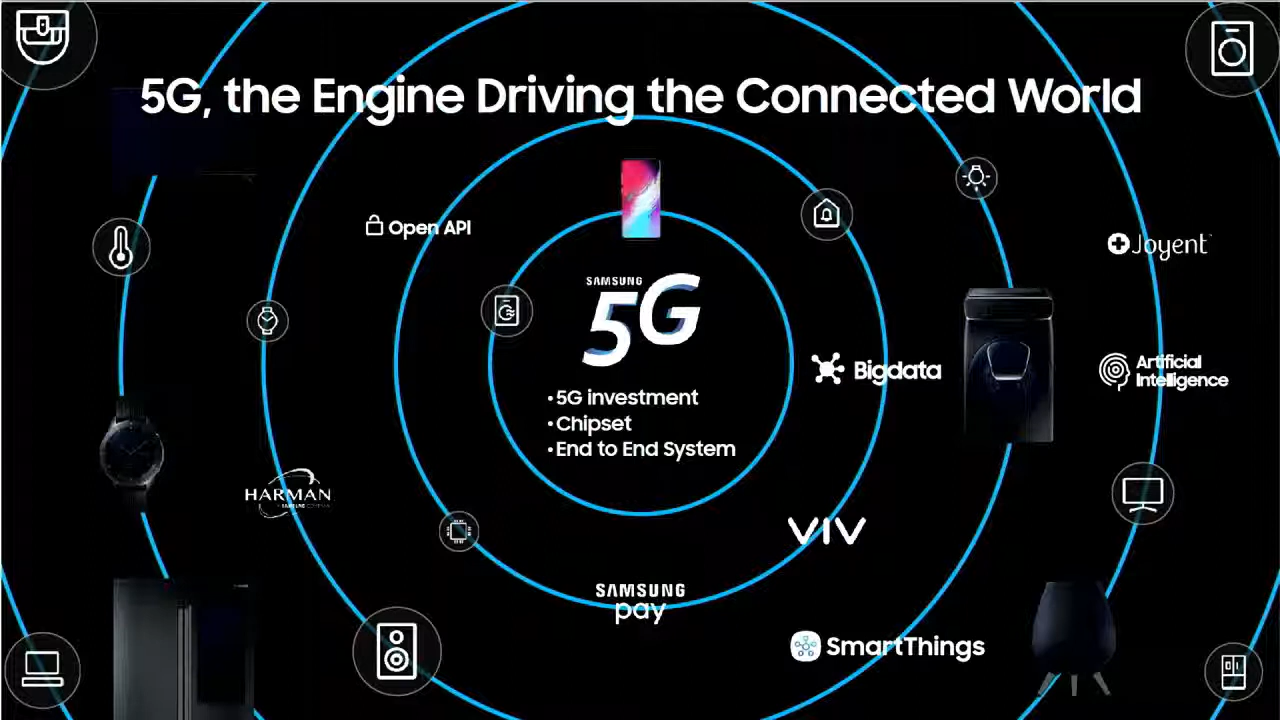 5G, the Engine Driving the Connected World
Open API
Joyent
SAMSUNG
5G
•5G investment
•Chipset
•End to End System
Bigdata
Artificial
Intelligence
HARMAN
VIV
SAMSUNG
pay
SmartThings